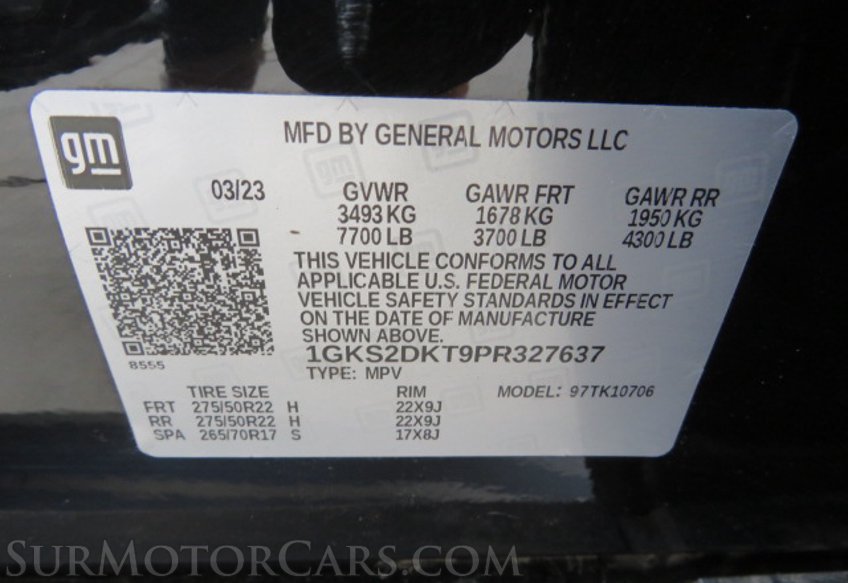 gm
MFD BY GENERAL MOTORS LLC
03/23 GVWR GAWR FRT GAWR RR
3493 KG 1678 KG 1950 KG
7700 LB 3700 LB 4300 LB
THIS VEHICLE CONFORMS TO ALL
APPLICABLE U.S. FEDERAL MOTOR
VEHICLE SAFETY STANDARDS IN EFFECT
ON THE DATE OF MANUFACTURE
SHOWN ABOVE.
8555
1GKS2DKT9PR327637
TYPE: MPV MODEL: 97TK10706
TIRE SIZE RIM
FRT 275/50R22 H 22X9J
RR 275/50R22 H 22X9J
SPA 265/70R17 S 17X8J
SURMOTORCARS.COM